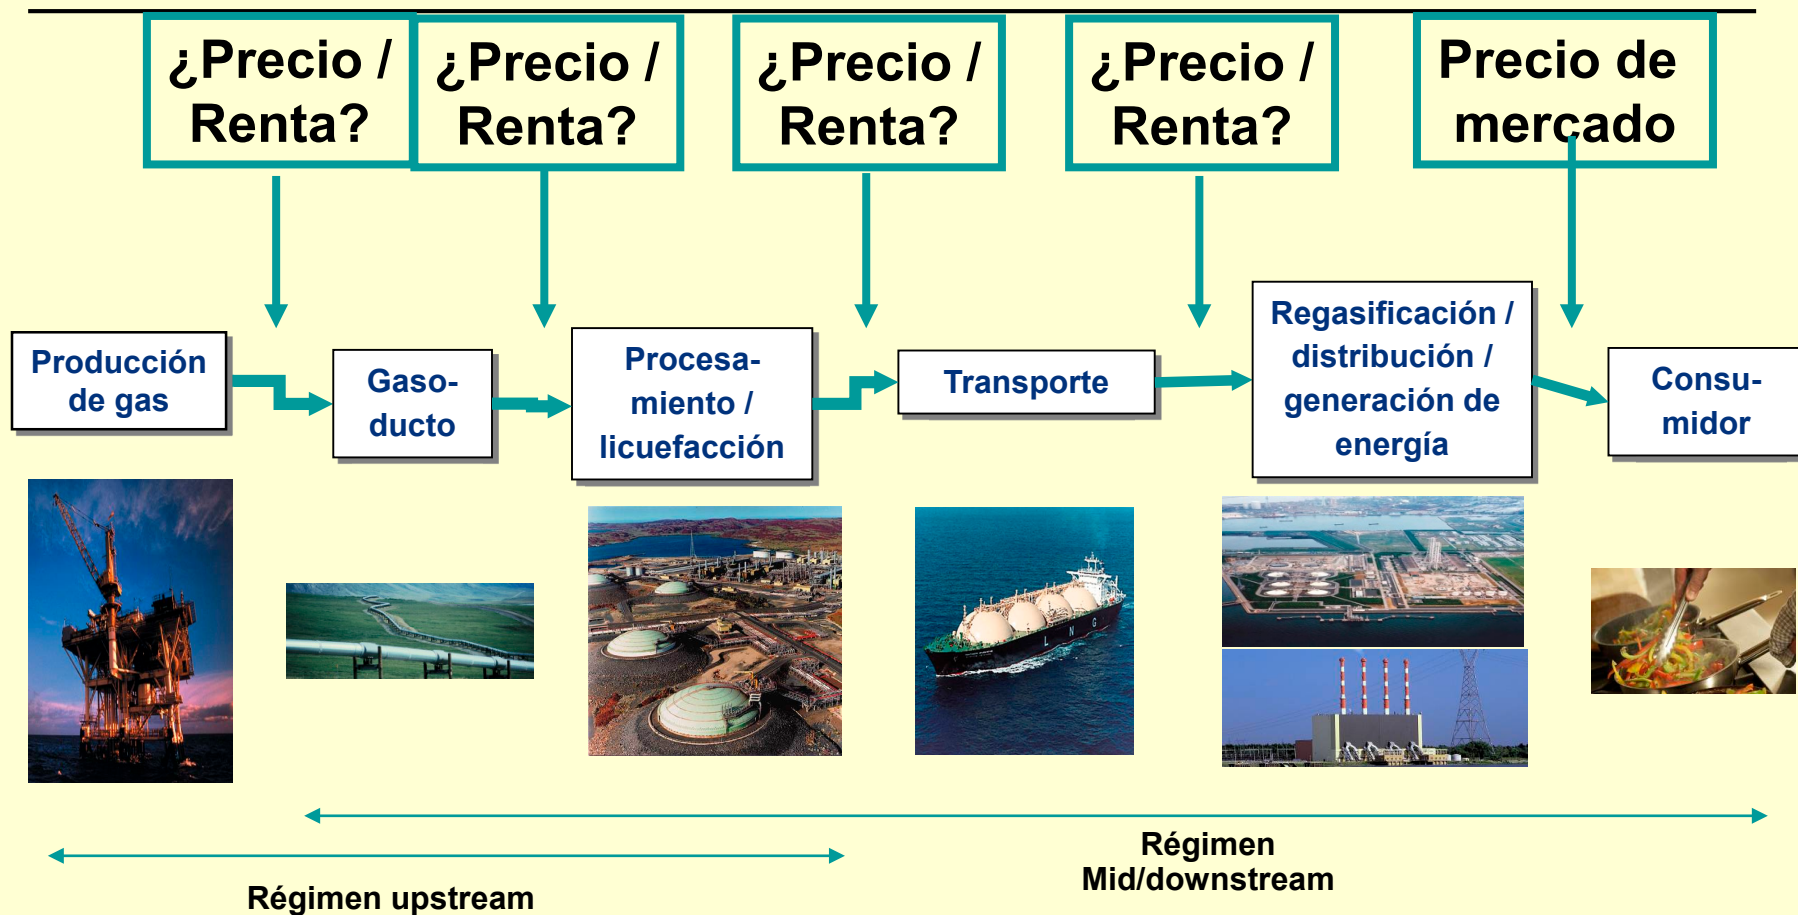 ¿Precio /
Renta?
¿Precio /
Renta?
¿Precio /
Renta?
¿Precio /
Renta?
Precio de
mercado
Producción
de gas
Gaso-
ducto
Procesa-
miento /
licuefacción
Transporte
Regasificación /
distribución /
generación de
energía
Consu-
midor
L N G
Régimen
Mid/downstream
Régimen upstream